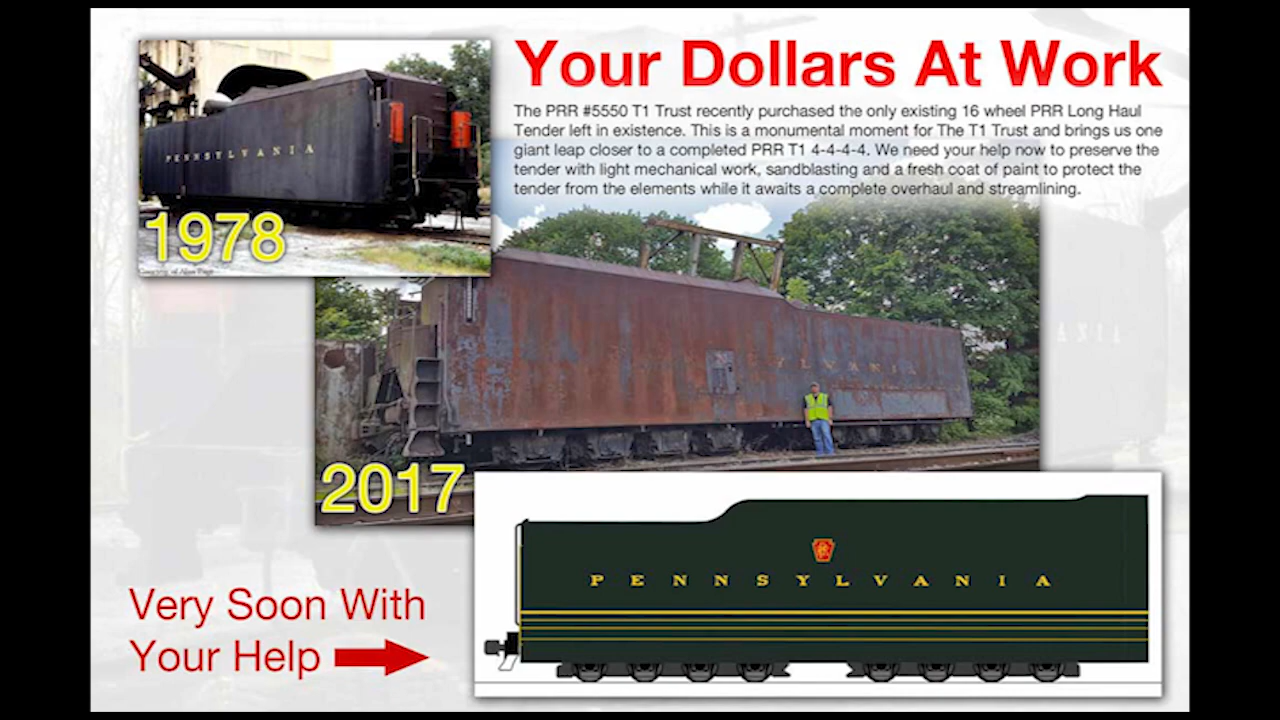 Your Dollars At Work
The PRR #5550 T1 Trust recently purchased the only existing 16 wheel PRR Long Haul
Tender left in existence. This is a monumental moment for The T1 Trust and brings us one
giant leap closer to a completed PRR T1 4-4-4-4. We need your help now to preserve the
tender with light mechanical work, sandblasting and a fresh coat of paint to protect the
tender from the elements while it awaits a complete overhaul and streamlining.
PENNSYLVANIA
1978
SYLVANIA
2017
ANIA
Very Soon With
Your Help
PENNSYLVANIA